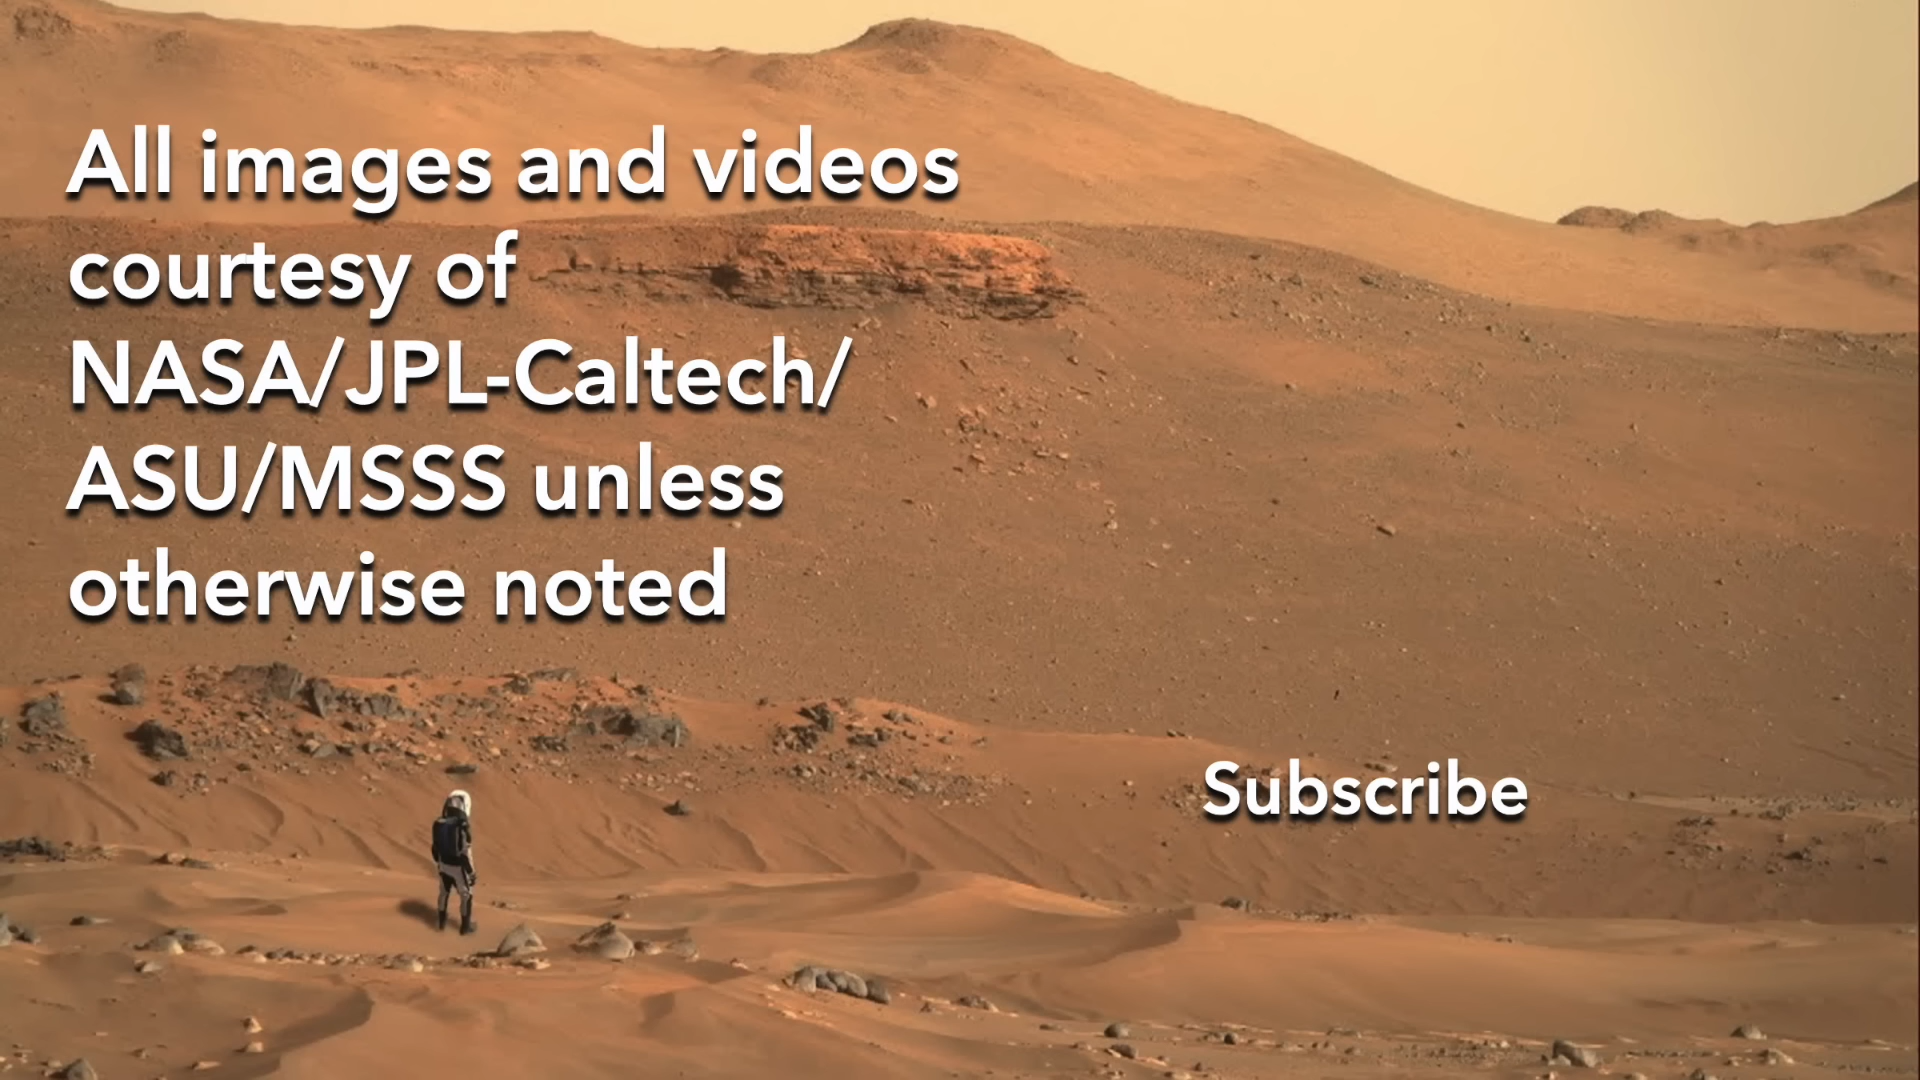 All images and videos
courtesy of
NASA/JPL-Caltech/
ASU/MSSS unless
otherwise noted
Subscribe